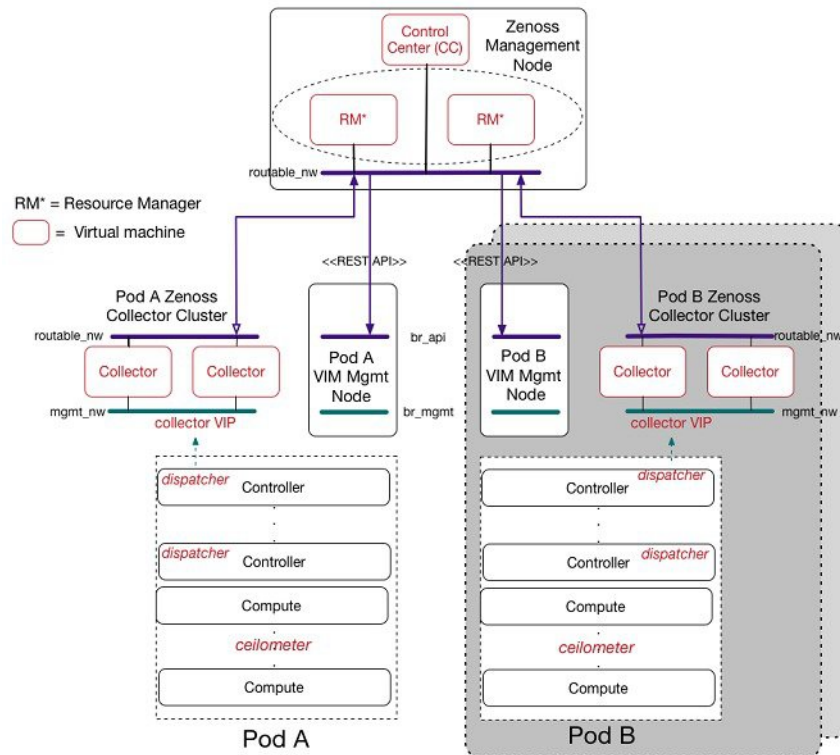 Control
Center (CC)
Zenoss
Management
Node
RM*
RM*
routable_nw
RM* = Resource Manager
= Virtual machine
<<REST API>>
<<REST API>>
Pod A Zenoss
Collector Cluster
Pod B Zenoss
Collector Cluster
routable_nw
br_api
routable_nw
Collector
Collector
Pod A
VIM Mgmt
Node
Pod B
VIM Mgmt
Node
Collector
Collector
mgmt_nw
br_mgmt
mgmt_nw
collector VIP
collector VIP
dispatcher
Controller
dispatcher
Controller
dispatcher
Controller
Controller
dispatcher
Compute
Compute
ceilometer
ceilometer
Compute
Compute
Pod A
Pod B